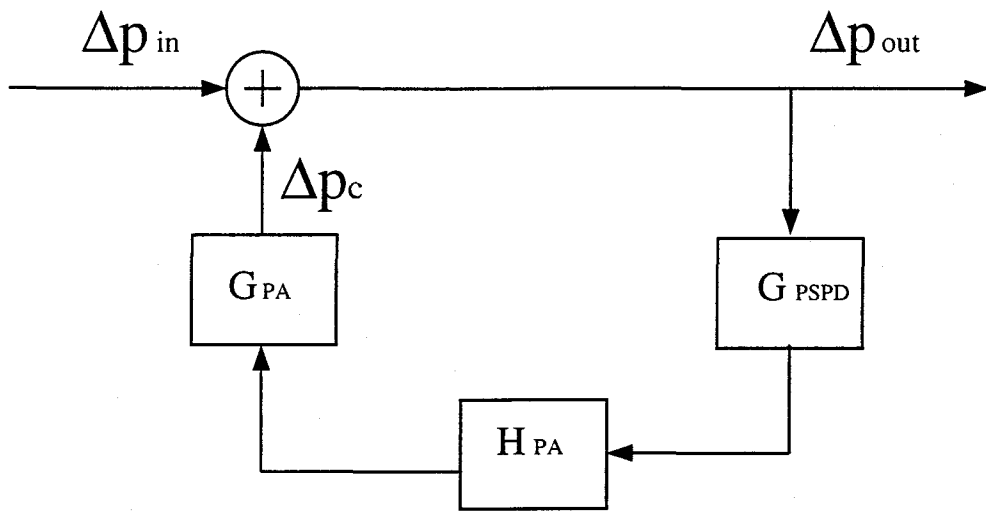 Δp in
Δp out
+
Δpc
G PA
G PSPD
H PA